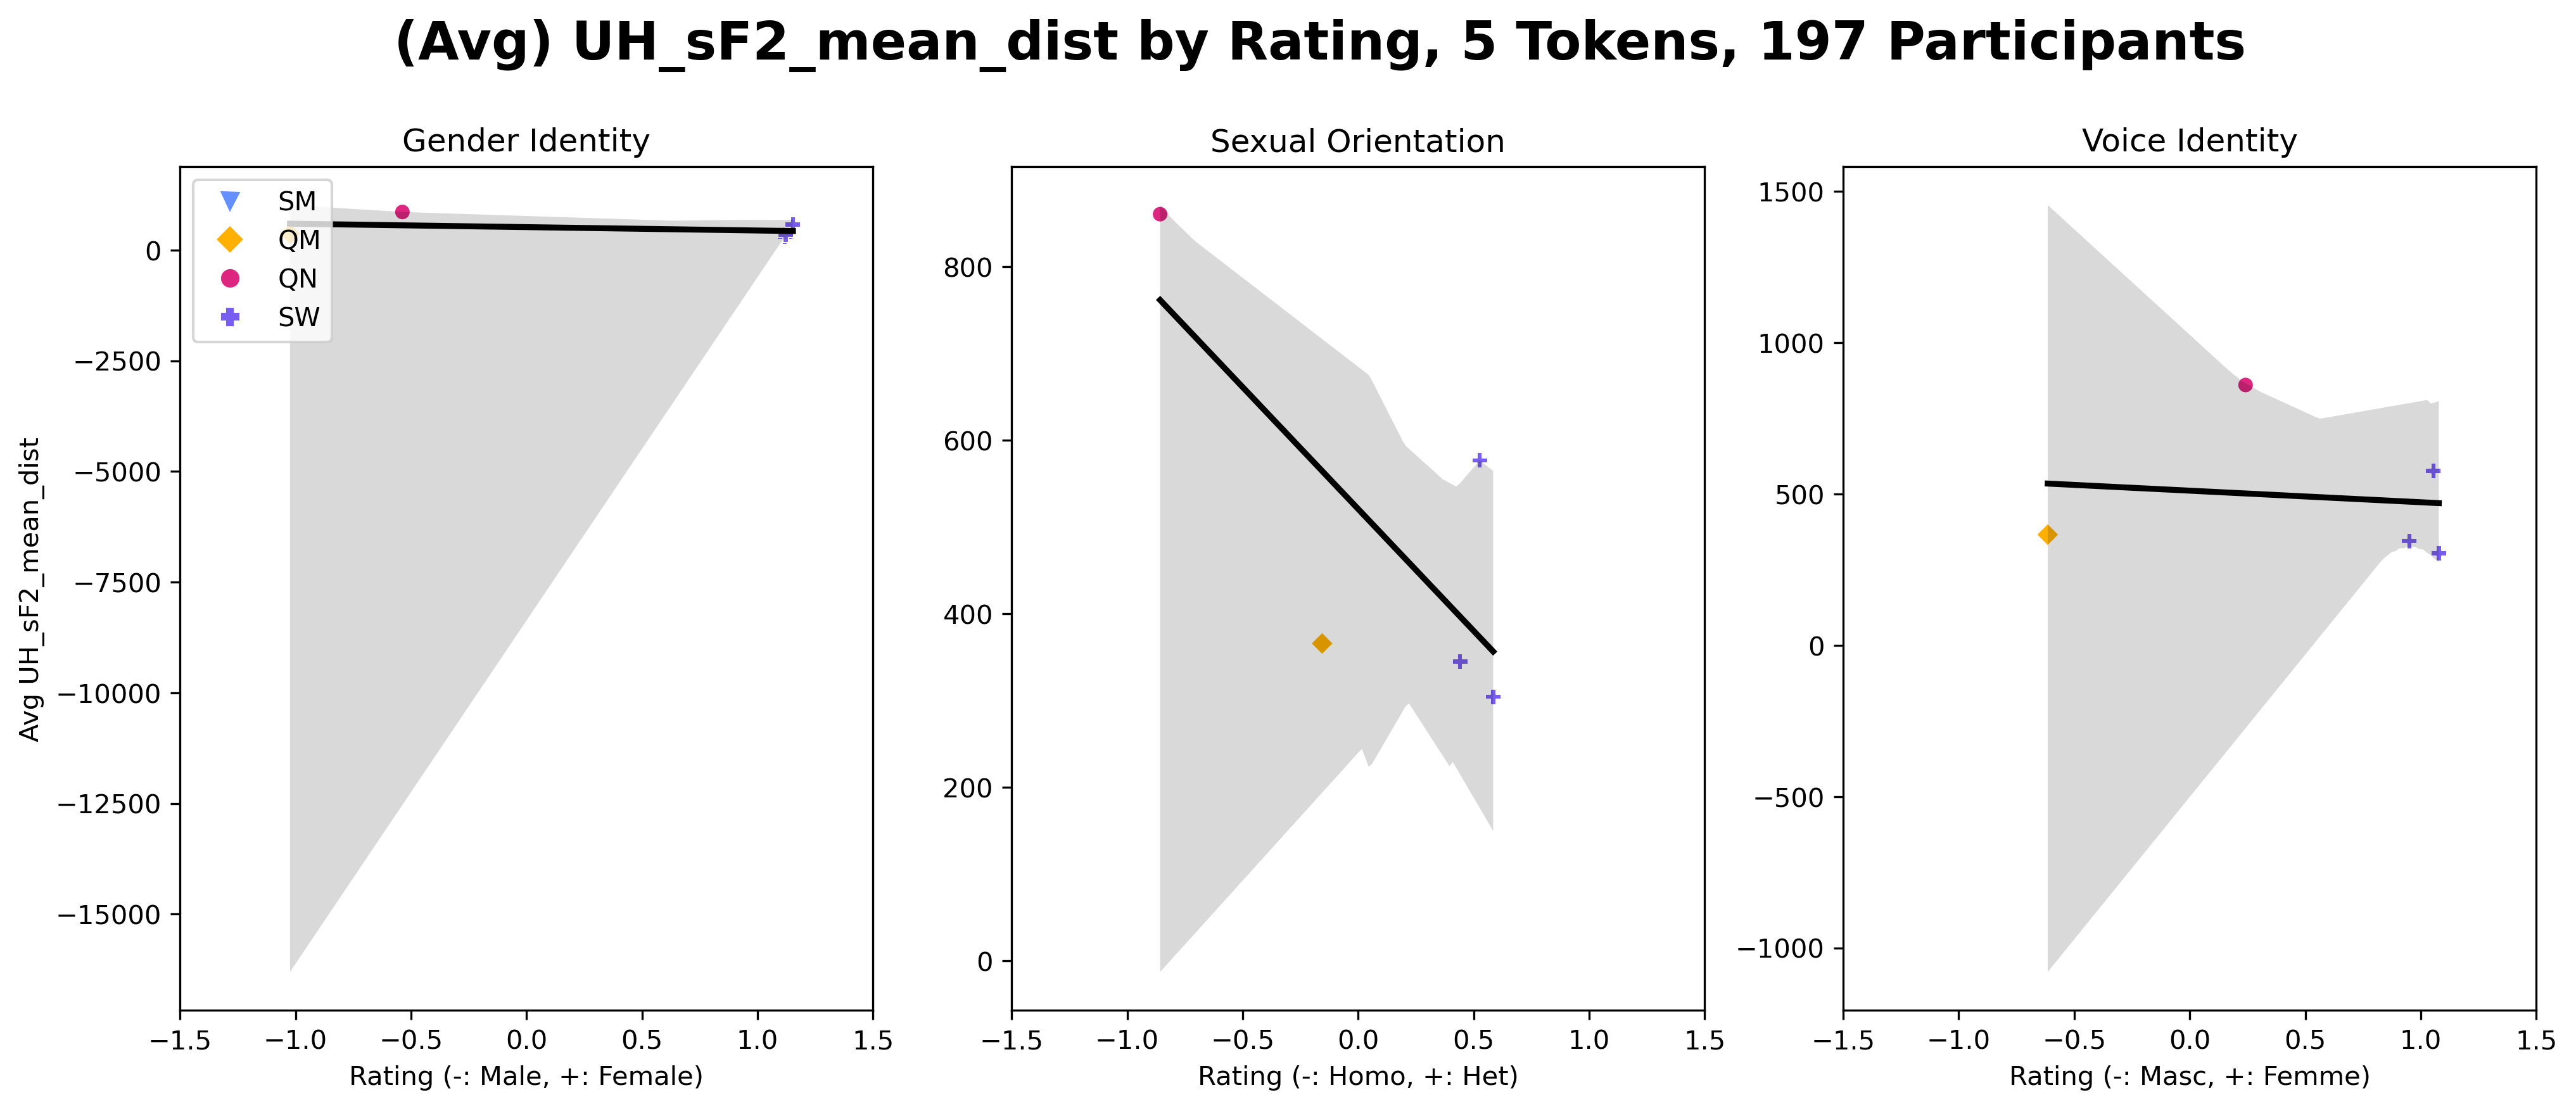 (Avg) UH_sF2_mean_dist by Rating, 5 Tokens, 197 Participants
Gender Identity
SM
QM
QN
SW
0
−2500
−5000
−7500
−10000
−12500
−15000
Avg UH_sF2_mean_dist
−1.5 −1.0 −0.5 0.0 0.5 1.0 1.5
Rating (-: Male, +: Female)
Sexual Orientation
800
600
400
200
0
−1.5 −1.0 −0.5 0.0 0.5 1.0 1.5
Rating (-: Homo, +: Het)
Voice Identity
1500
1000
500
0
−500
−1000
−1.5 −1.0 −0.5 0.0 0.5 1.0 1.5
Rating (-: Masc, +: Femme)